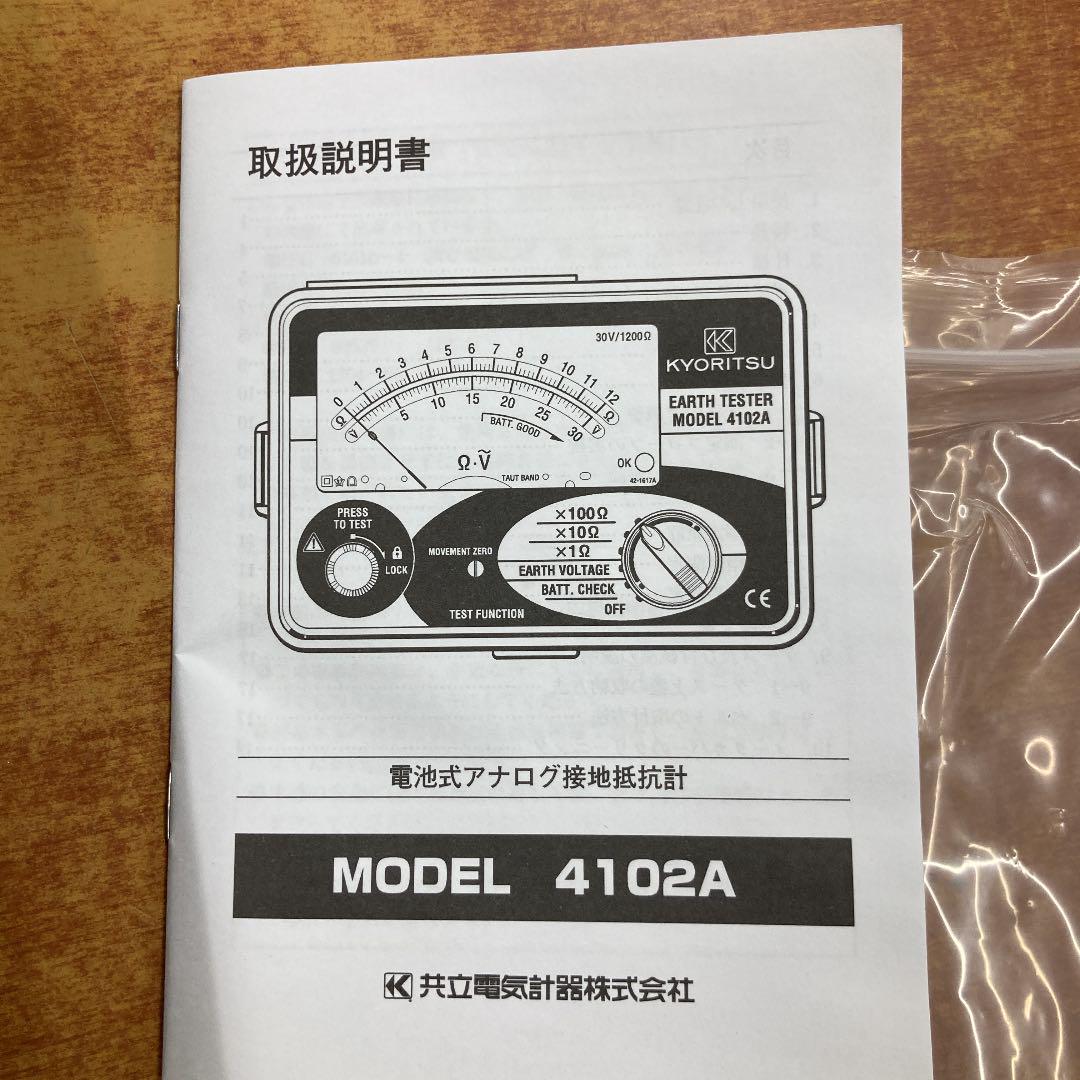 取扱説明書
30V/1200Ω
KYORITSU
EARTH TESTER
MODEL 4102A
0 1 2 3 4 5 6 7 8 9 10 11 12
Ω Ω
V 5 10 15 20 25 30 V
BATT. GOOD
Ω·Ṽ
OK
TAUT BAND
42-1617A
PRESS
TO TEST
LOCK
MOVEMENT ZERO
TEST FUNCTION
×100Ω
×10Ω
×1Ω
EARTH VOLTAGE
BATT. CHECK
OFF
CE
電池式アナログ接地抵抗計
MODEL 4102A
共立電気計器株式会社